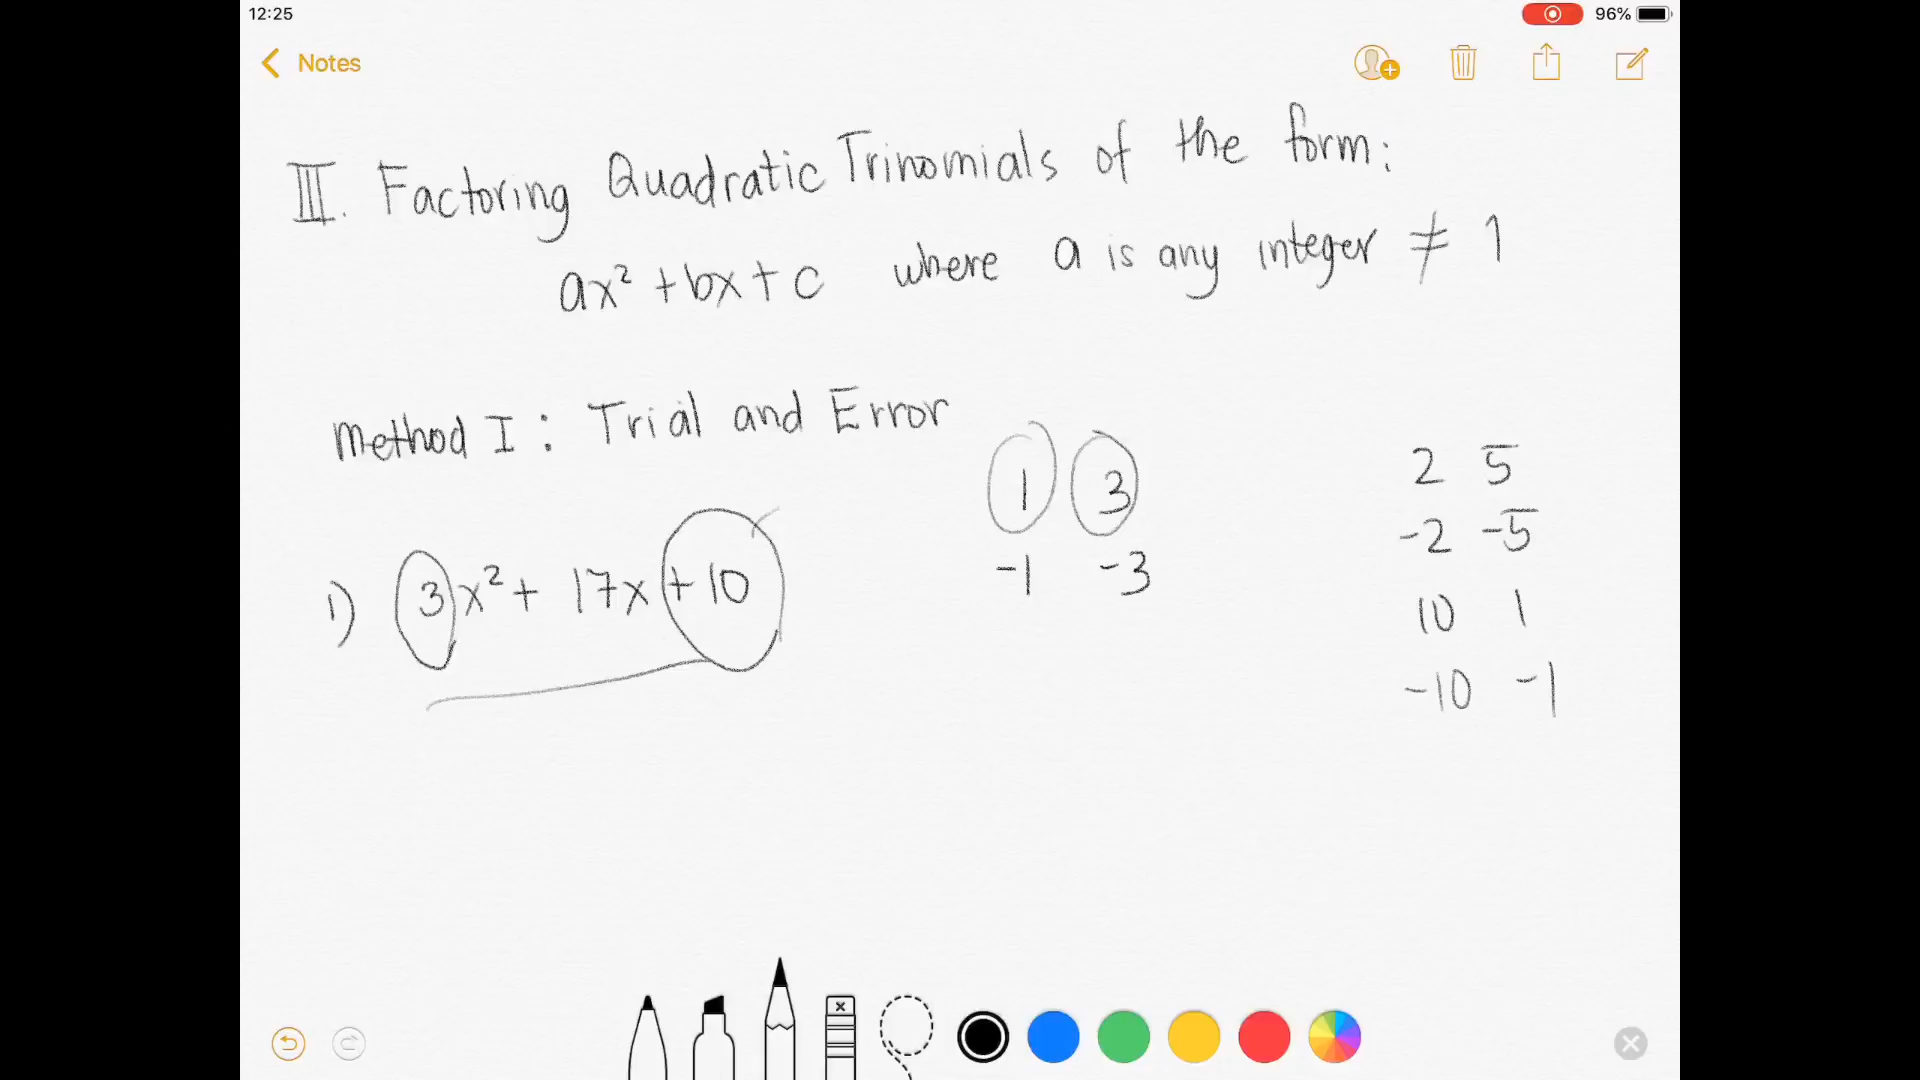 12:25
96%
Notes
III. Factoring Quadratic Trinomials of the form:
ax² + bx + c where a is any integer ≠ 1
Method I : Trial and Error
1) 3x² + 17x + 10
1 3
-1 -3
2 5
-2 -5
10 1
-10 -1